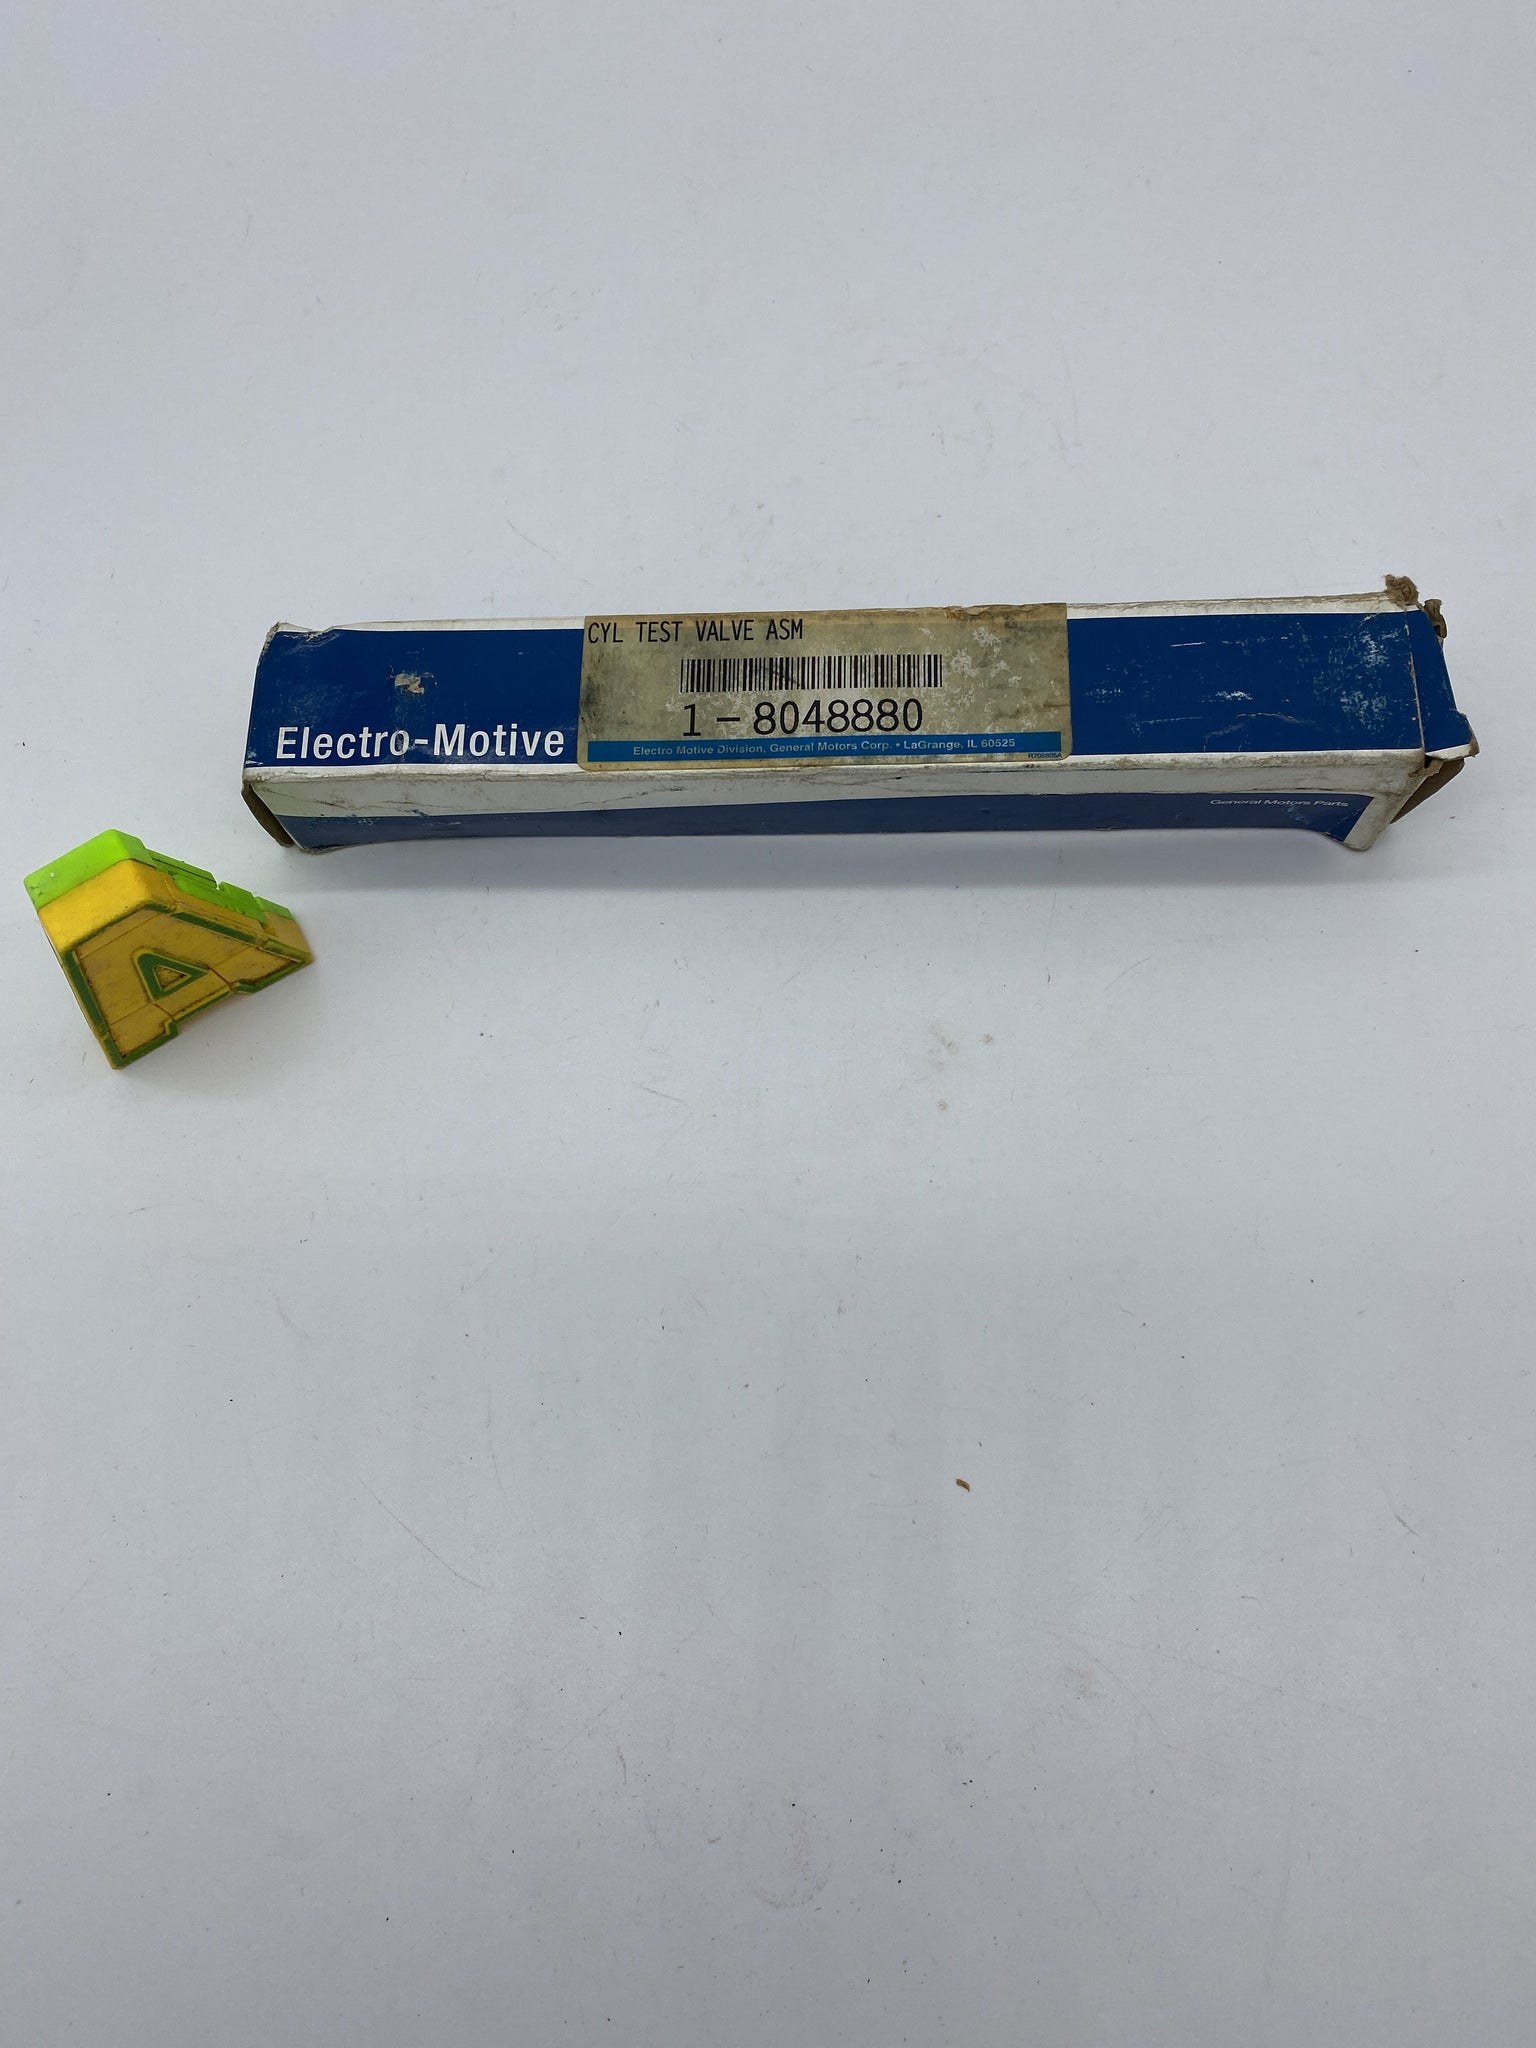 CYL TEST VALVE ASM
1-8048880
Electro-Motive
Electro Motive Division, General Motors Corp. • LaGrange, IL 60525
General Motors Parts